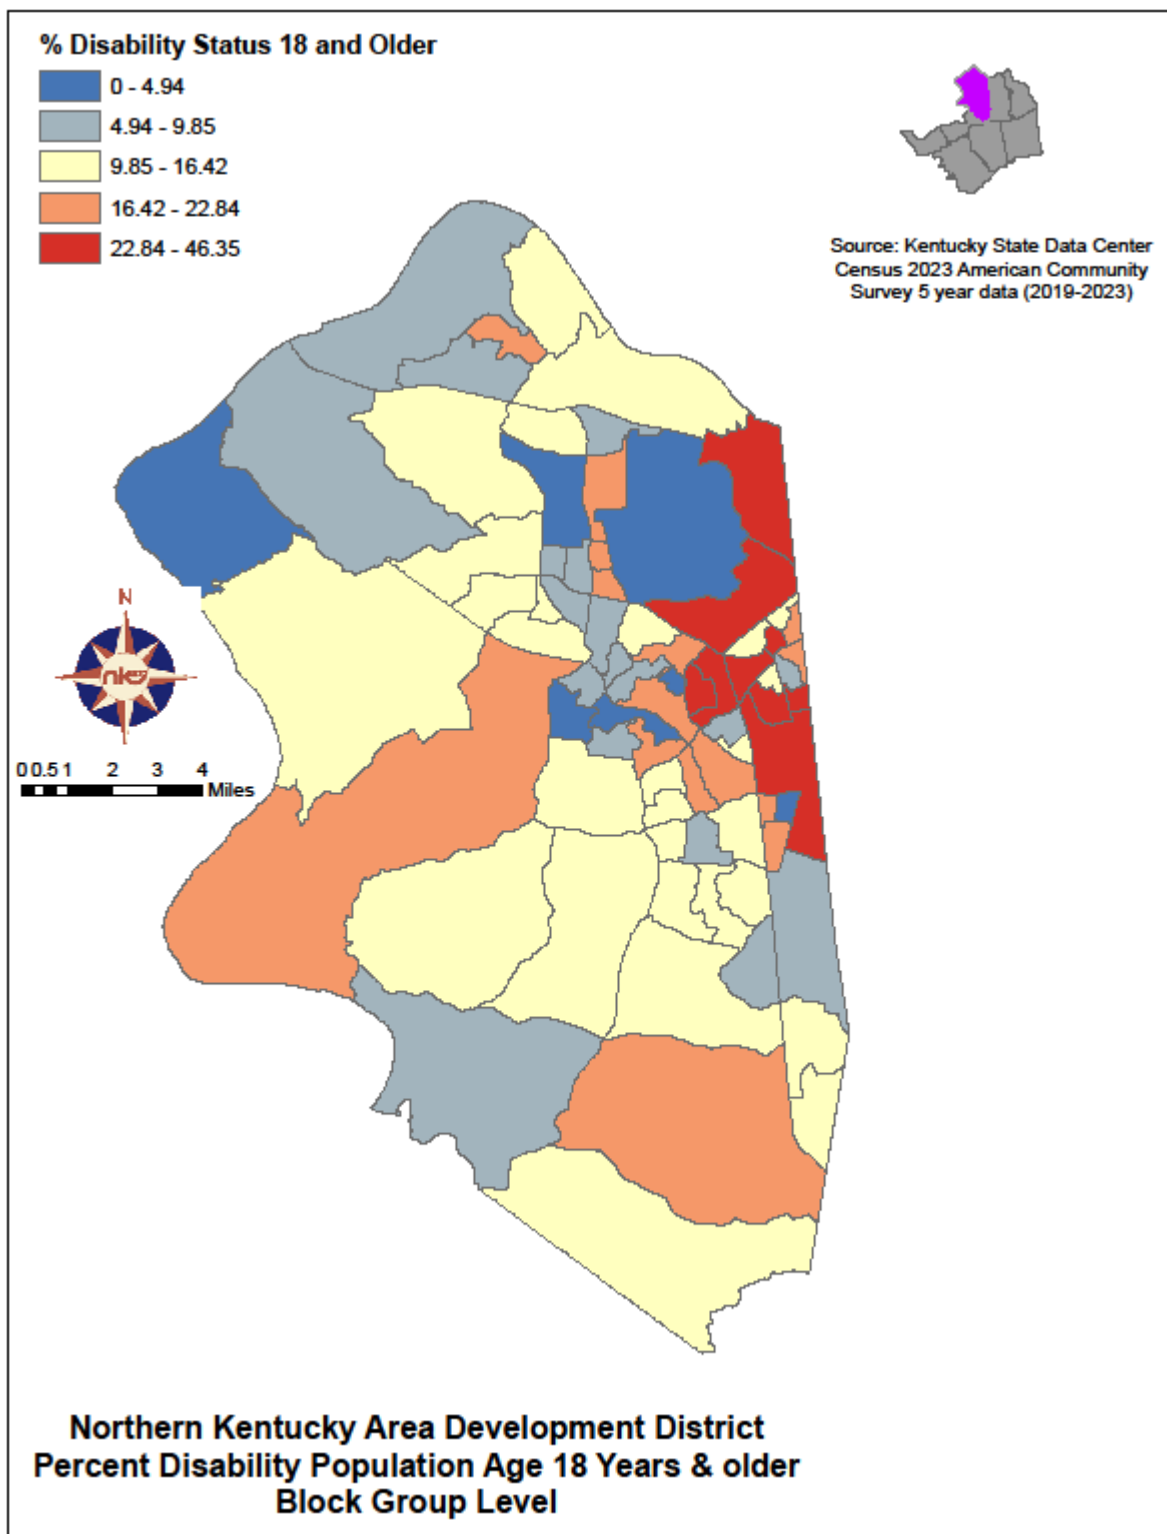 % Disability Status 18 and Older
0 - 4.94
4.94 - 9.85
9.85 - 16.42
16.42 - 22.84
22.84 - 46.35
Source: Kentucky State Data Center
Census 2023 American Community
Survey 5 year data (2019-2023)
N
0 0.5 1 2 3 4
Miles
Northern Kentucky Area Development District
Percent Disability Population Age 18 Years & older
Block Group Level